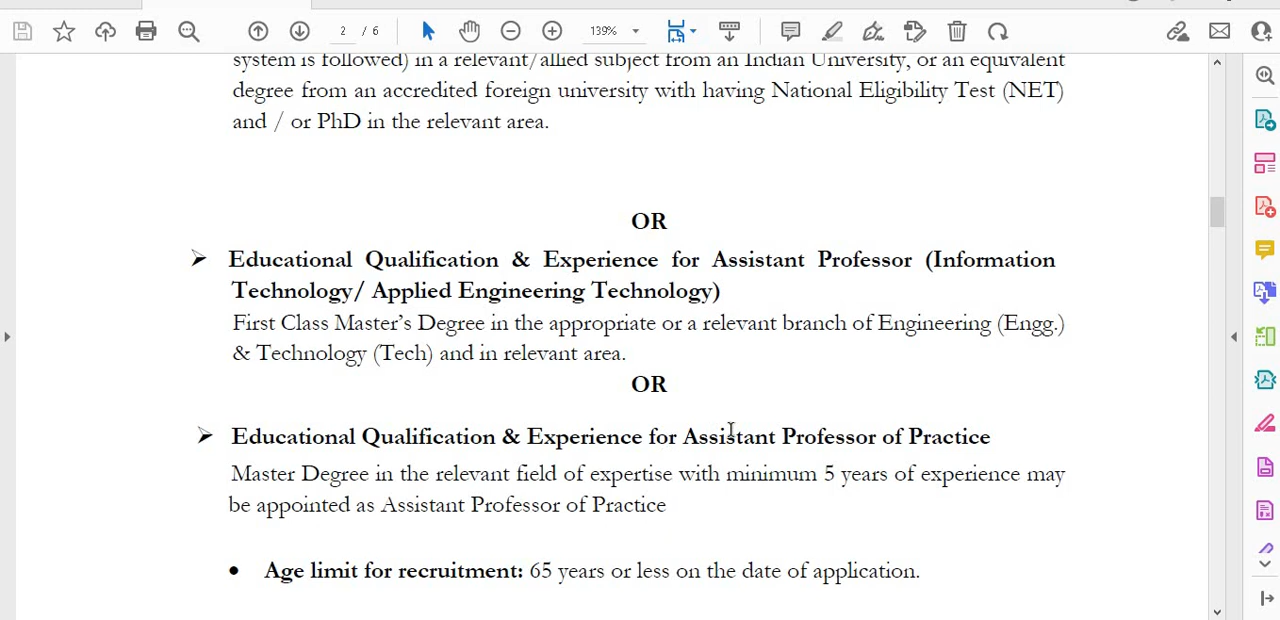 2 / 6
139%
system is followed) in a relevant/allied subject from an Indian University, or an equivalent
degree from an accredited foreign university with having National Eligibility Test (NET)
and / or PhD in the relevant area.
OR
➢ Educational Qualification & Experience for Assistant Professor (Information
Technology/ Applied Engineering Technology)
First Class Master’s Degree in the appropriate or a relevant branch of Engineering (Engg.)
& Technology (Tech) and in relevant area.
OR
➢ Educational Qualification & Experience for Assistant Professor of Practice
Master Degree in the relevant field of expertise with minimum 5 years of experience may
be appointed as Assistant Professor of Practice
• Age limit for recruitment: 65 years or less on the date of application.